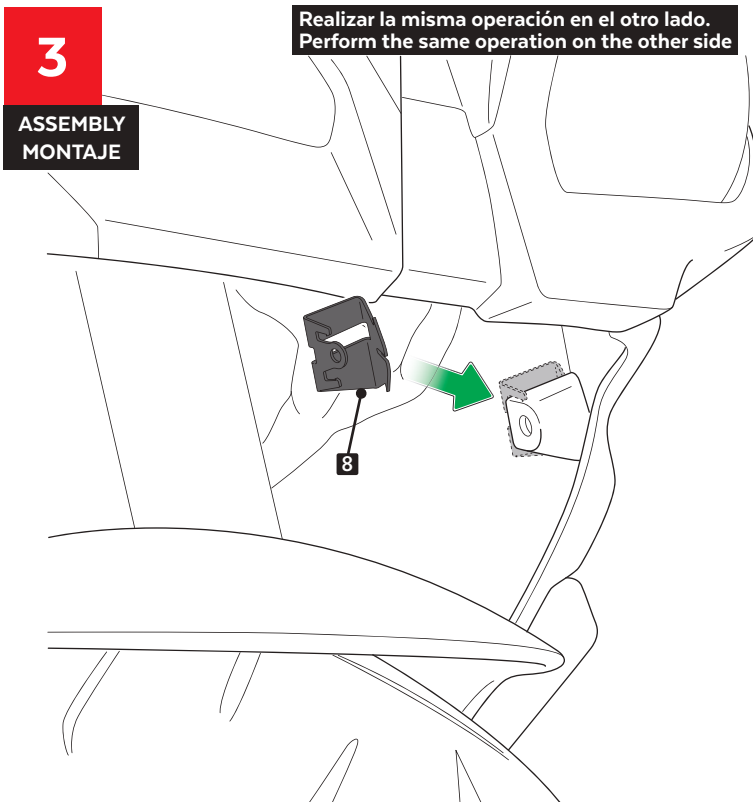 3
ASSEMBLY
MONTAJE
Realizar la misma operación en el otro lado.
Perform the same operation on the other side
8